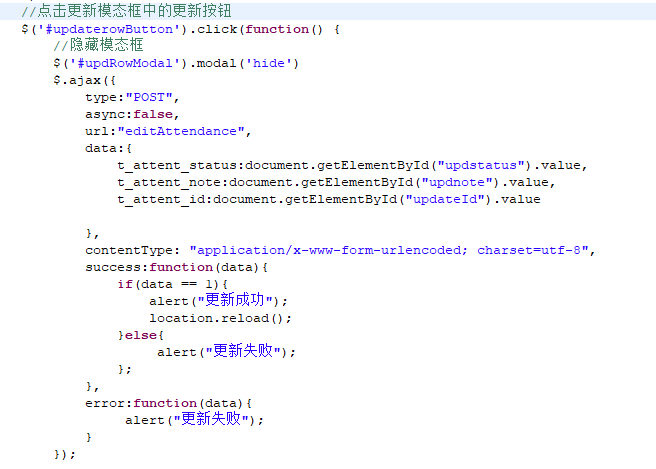 //点击更新模态框中的更新按钮
$('#updaterowButton').click(function() {
//隐藏模态框
$('#updRowModal').modal('hide')
$.ajax({
type:"POST",
async:false,
url:"editAttendance",
data:{
t_attent_status:document.getElementById("updstatus").value,
t_attent_note:document.getElementById("updnote").value,
t_attent_id:document.getElementById("updateId").value
},
contentType: "application/x-www-form-urlencoded; charset=utf-8",
success:function(data){
if(data == 1){
alert("更新成功");
location.reload();
}else{
alert("更新失败");
};
},
error:function(data){
alert("更新失败");
}
});